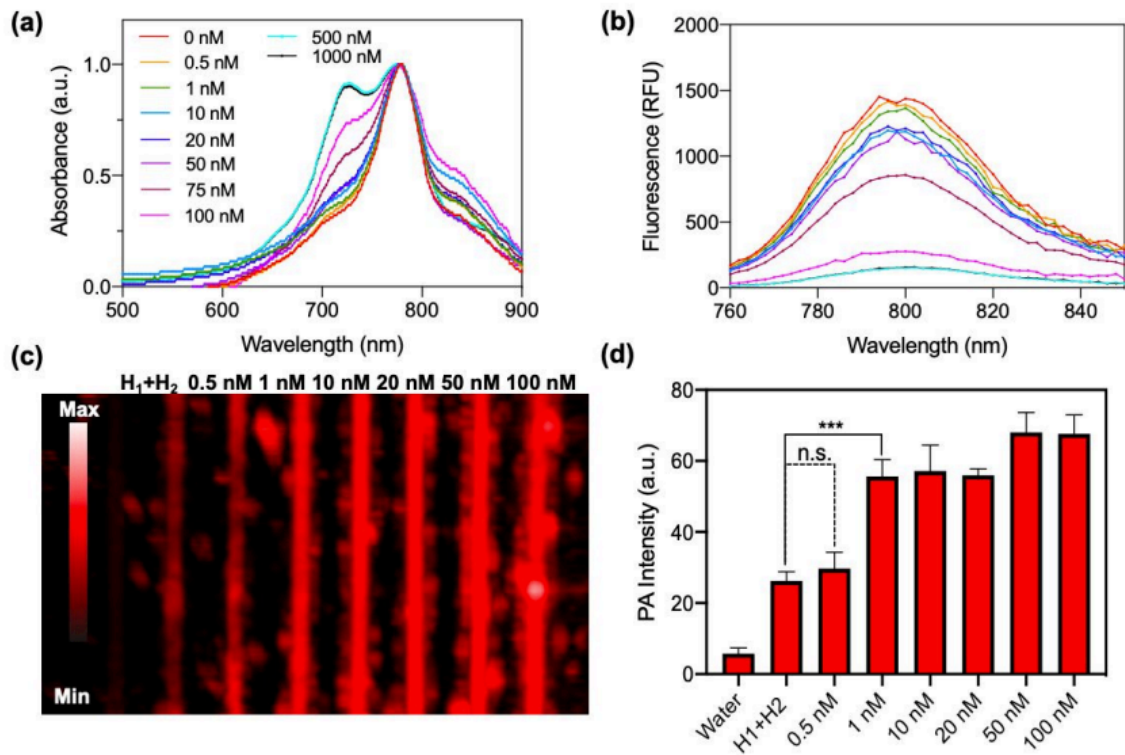 (a)
0 nM
0.5 nM
1 nM
10 nM
20 nM
50 nM
75 nM
100 nM
500 nM
1000 nM
1.0
0.5
0.0
Absorbance (a.u.)
500 600 700 800 900
Wavelength (nm)
(b)
2000
1500
1000
500
0
Fluorescence (RFU)
760 780 800 820 840
Wavelength (nm)
(c)
H₁+H₂ 0.5 nM 1 nM 10 nM 20 nM 50 nM 100 nM
Max
Min
(d)
80
60
40
20
0
PA Intensity (a.u.)
***
n.s.
Water
H1+H2
0.5 nM
1 nM
10 nM
20 nM
50 nM
100 nM